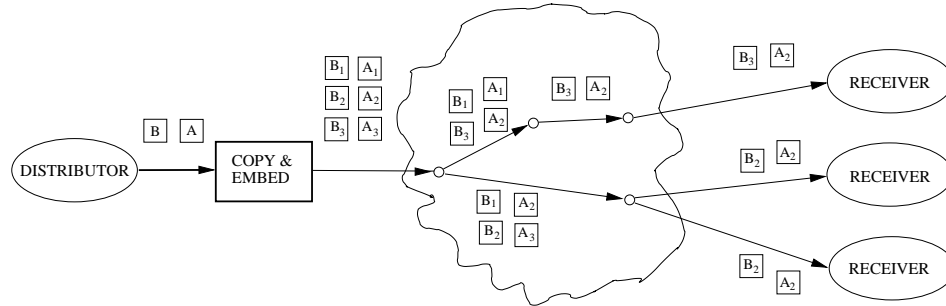 B₁ A₁
B₂ A₂
B₃ A₃
B A
DISTRIBUTOR
COPY &
EMBED
B₁ A₁
B₃ A₂
B₃ A₂
B₁ A₂
B₂ A₃
B₃ A₂
RECEIVER
B₂ A₂
RECEIVER
B₂ A₂
RECEIVER